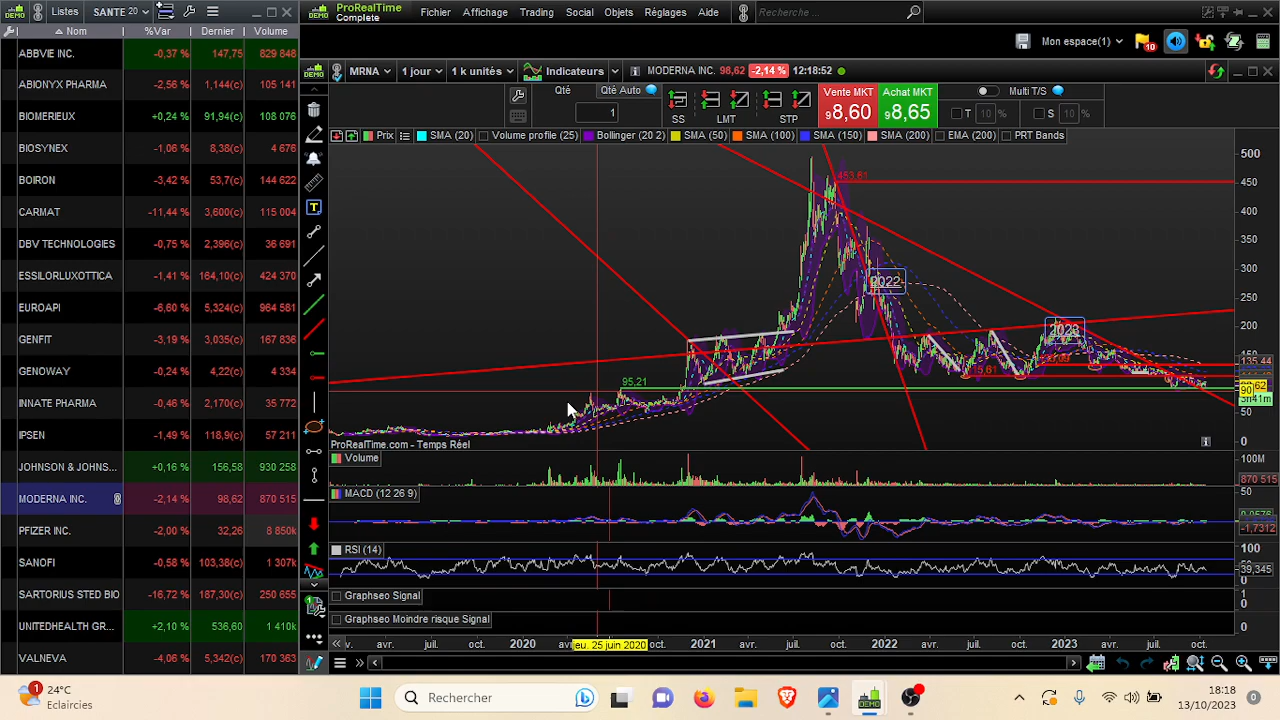 DEMO Listes SANTE 20
Nom %Var Dernier Volume
ABBVIE INC. -0,37 % 147,75 829 848
ABIONYX PHARMA -2,56 % 1,144(c) 105 141
BIOMERIEUX +0,24 % 91,94(c) 108 076
BIOSYNEX -1,06 % 8,38(c) 4 676
BOIRON -3,42 % 53,7(c) 144 622
CARMAT -11,44 % 3,600(c) 115 004
DBV TECHNOLOGIES -0,75 % 2,396(c) 36 691
ESSILORLUXOTTICA -1,41 % 164,10(c) 424 370
EUROAPI -6,60 % 5,324(c) 964 581
GENFIT -3,19 % 3,035(c) 167 836
GENOWAY -0,24 % 4,22(c) 4 334
INNATE PHARMA -0,46 % 2,170(c) 35 772
IPSEN -1,49 % 118,9(c) 57 211
JOHNSON & JOHNS... +0,16 % 156,58 930 258
MODERNA INC. -2,14 % 98,62 870 515
PFIZER INC. -2,00 % 32,26 8 850k
SANOFI -0,58 % 103,38(c) 1 307k
SARTORIUS STED BIO -16,72 % 187,30(c) 250 655
UNITEDHEALTH GR... +2,10 % 536,60 1 410k
VALNEVA -4,06 % 5,342(c) 170 363
DEMO ProRealTime
Complete
Fichier Affichage Trading Social Objets Réglages Aide Recherche ...
Mon espace(1) 10
DEMO MRNA 1 jour 1 k unités Indicateurs MODERNA INC. 98,62 -2,14 % 12:18:52
Qté Qté Auto
1
SS LMT STP
Vente MKT Achat MKT
98,60 98,65
Multi T/S
T 10 % S 10 %
Prix SMA (20) Volume profile (25) Bollinger (20 2) SMA (50) SMA (100) SMA (150) SMA (200) EMA (200) PRT Bands
453,61
2022
2023
95,21
500
450
400
350
300
250
200
135,44
90
3h41m
50
0
ProRealTime.com - Temps Réel
Volume
100M
870 515
MACD (12 26 9)
50
-1,7312
RSI (14)
100
39,345
0
Graphseo Signal
1
0
Graphseo Moindre risque Signal
0
avr. juil. oct. 2020 jeu. 25 juin 2020 oct. 2021 avr. juil. oct. 2022 avr. juil. oct. 2023 avr. juil. oct.
1 24°C
Eclaircies
Rechercher
DEMO
18:18
13/10/2023